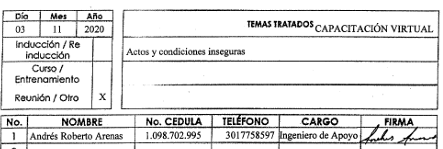 Día Mes Año
03 11 2020
TEMAS TRATADOS CAPACITACIÓN VIRTUAL
Inducción / Re
inducción
Actos y condiciones inseguras
Curso /
Entrenamiento
Reunión / Otro X
No. NOMBRE No. CEDULA TELÉFONO CARGO FIRMA
1 Andrés Roberto Arenas 1.098.702.995 3017758597 Ingeniero de Apoyo